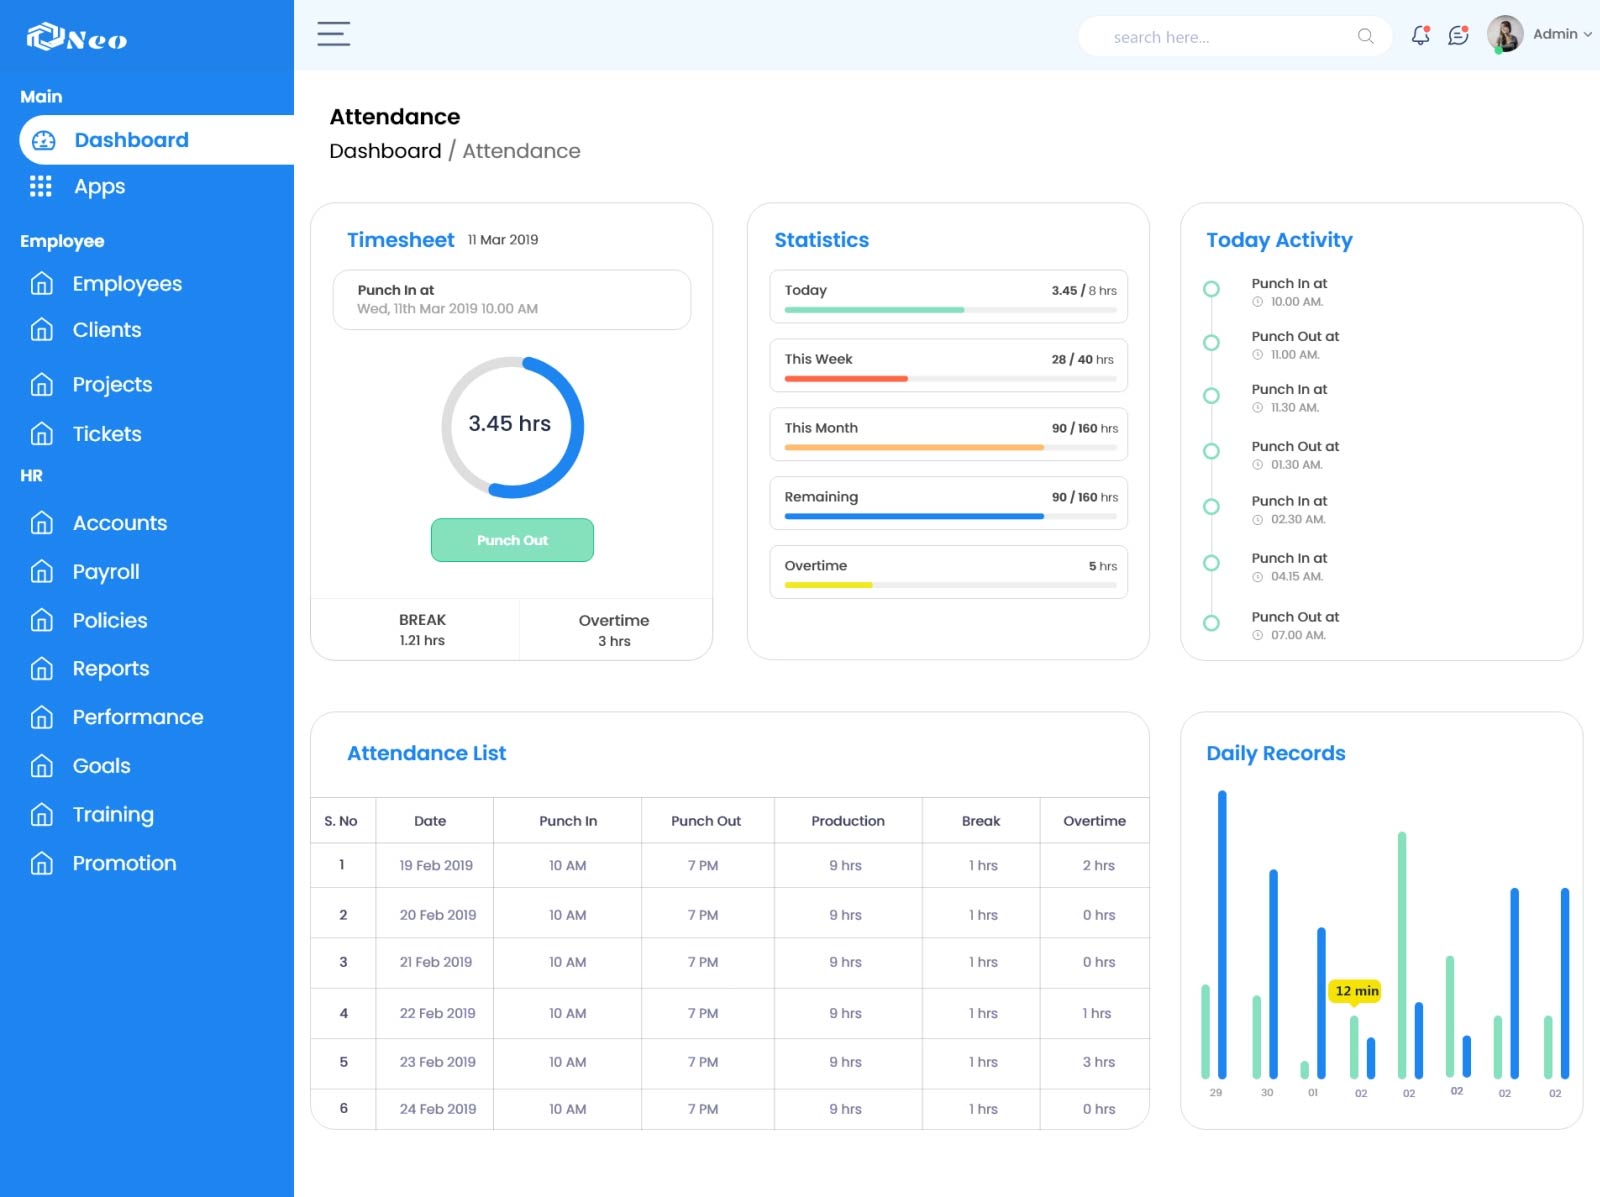 Neo
search here...
Admin
Main
Dashboard
Apps
Employee
Employees
Clients
Projects
Tickets
HR
Accounts
Payroll
Policies
Reports
Performance
Goals
Training
Promotion
Attendance
Dashboard / Attendance
Timesheet 11 Mar 2019
Punch In at
Wed, 11th Mar 2019 10.00 AM
3.45 hrs
Punch Out
BREAK
1.21 hrs
Overtime
3 hrs
Statistics
Today 3.45 / 8 hrs
This Week 28 / 40 hrs
This Month 90 / 160 hrs
Remaining 90 / 160 hrs
Overtime 5 hrs
Today Activity
Punch In at
10.00 AM.
Punch Out at
11.00 AM.
Punch In at
11.30 AM.
Punch Out at
01.30 AM.
Punch In at
02.30 AM.
Punch In at
04.15 AM.
Punch Out at
07.00 AM.
Attendance List
S. No Date Punch In Punch Out Production Break Overtime
1 19 Feb 2019 10 AM 7 PM 9 hrs 1 hrs 2 hrs
2 20 Feb 2019 10 AM 7 PM 9 hrs 1 hrs 0 hrs
3 21 Feb 2019 10 AM 7 PM 9 hrs 1 hrs 0 hrs
4 22 Feb 2019 10 AM 7 PM 9 hrs 1 hrs 1 hrs
5 23 Feb 2019 10 AM 7 PM 9 hrs 1 hrs 3 hrs
6 24 Feb 2019 10 AM 7 PM 9 hrs 1 hrs 0 hrs
Daily Records
12 min
29 30 01 02 02 02 02 02